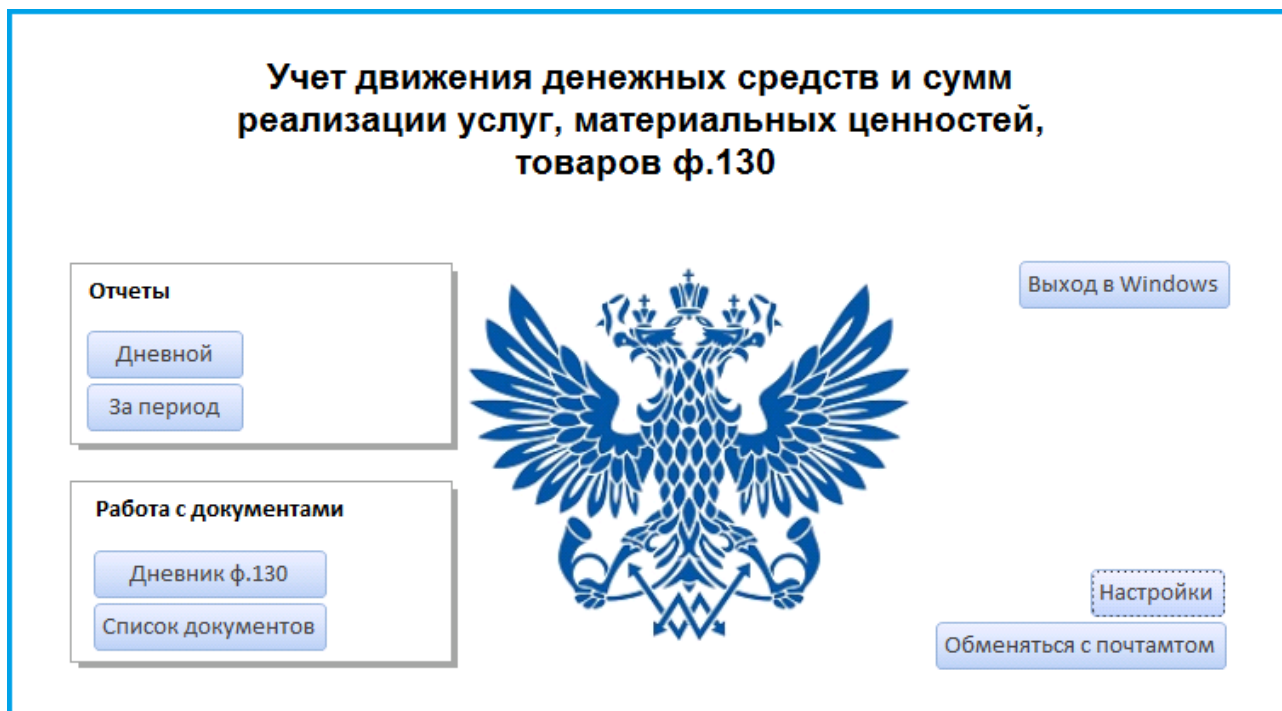 Учет движения денежных средств и сумм
реализации услуг, материальных ценностей,
товаров ф.130
Отчеты
Дневной
За период
Выход в Windows
Работа с документами
Дневник ф.130
Список документов
Настройки
Обменяться с почтамтом